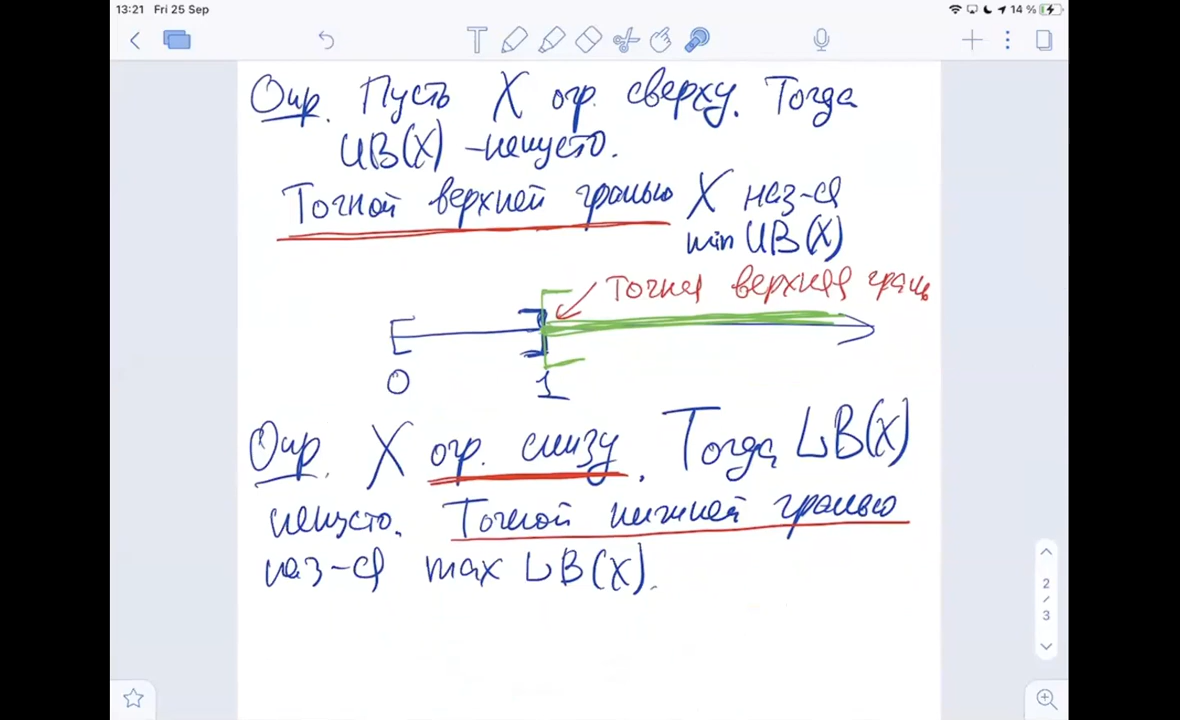 13:21 Fri 25 Sep
14 %
Опр. Пусть X огр. сверху. Тогда
UB(X) - непусто.
Точной верхней гранью X наз-ся
min UB(X)
Точная верхняя грань
0 1
Опр. X огр. снизу. Тогда LB(X)
непусто. Точной нижней гранью
наз-ся max LB(X).
2
/
3